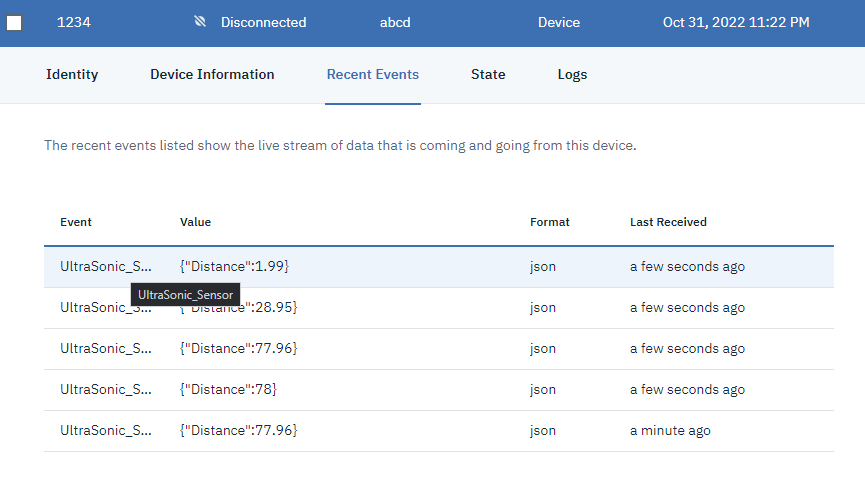 1234 Disconnected abcd Device Oct 31, 2022 11:22 PM
Identity Device Information Recent Events State Logs
The recent events listed show the live stream of data that is coming and going from this device.
Event Value Format Last Received
UltraSonic_S... {"Distance":1.99} json a few seconds ago
UltraSonic_Sensor
UltraSonic_S... {"Distance":28.95} json a few seconds ago
UltraSonic_S... {"Distance":77.96} json a few seconds ago
UltraSonic_S... {"Distance":78} json a few seconds ago
UltraSonic_S... {"Distance":77.96} json a minute ago